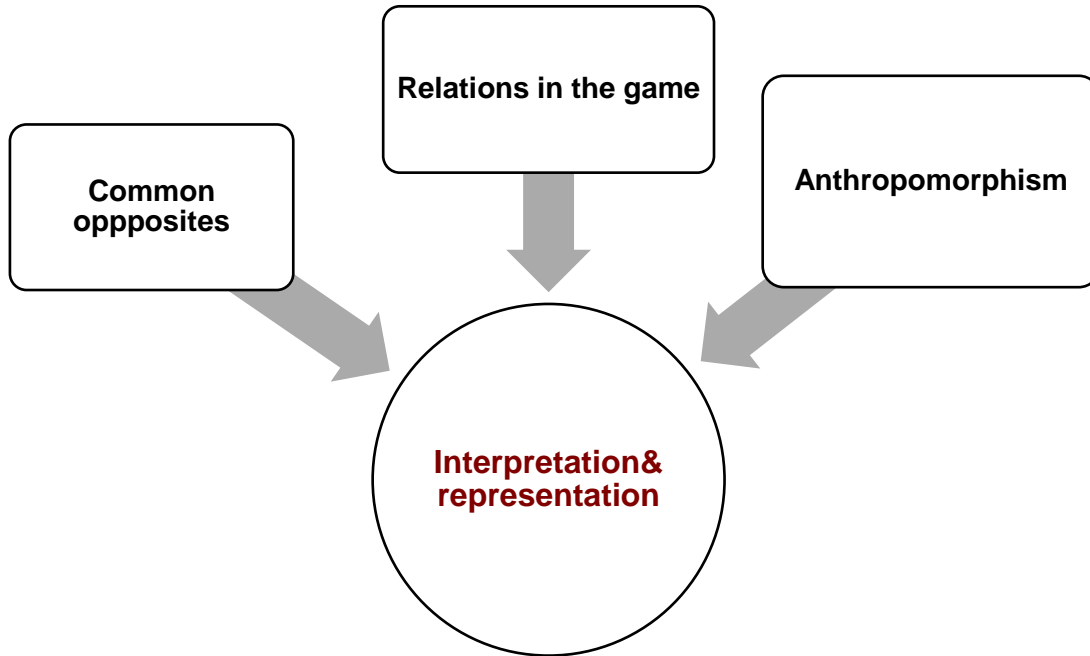 Common
oppposites
Relations in the game
Anthropomorphism
Interpretation&
representation